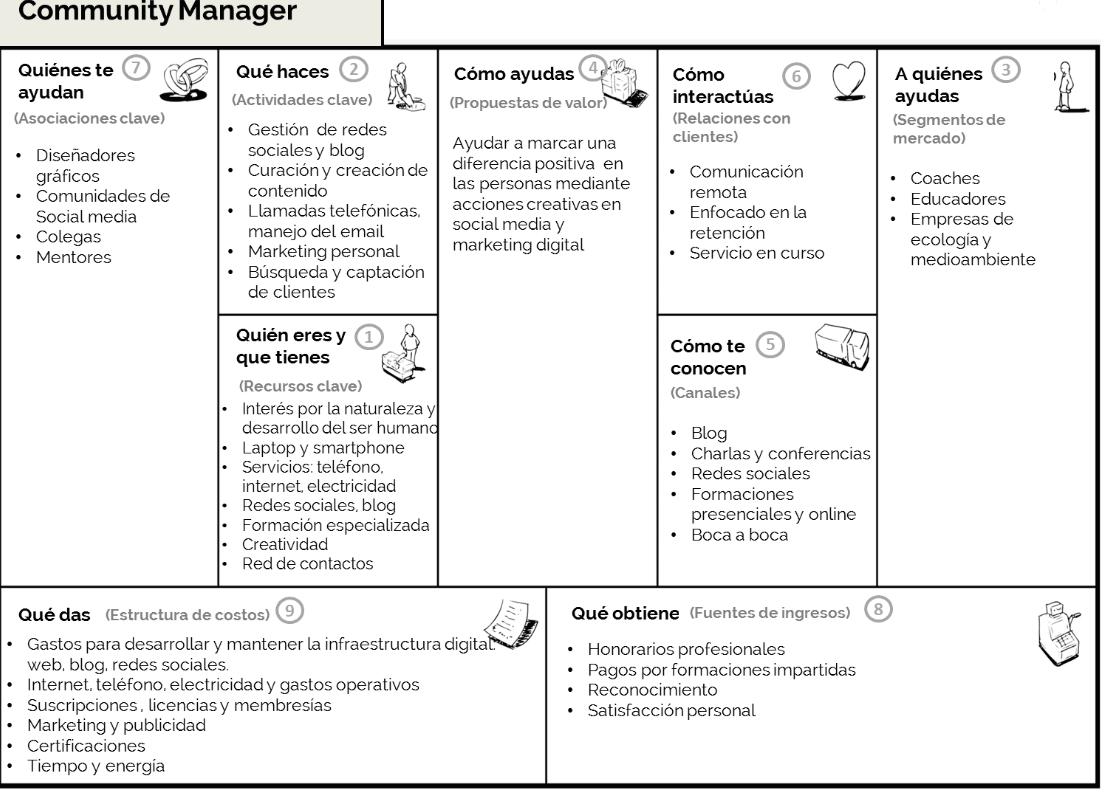 Community Manager
Quiénes te 7
ayudan
(Asociaciones clave)
• Diseñadores
gráficos
• Comunidades de
Social media
• Colegas
• Mentores
Qué haces 2
(Actividades clave)
• Gestión de redes
sociales y blog
• Curación y creación de
contenido
• Llamadas telefónicas,
manejo del email
• Marketing personal
• Búsqueda y captación
de clientes
Quién eres y 1
que tienes
(Recursos clave)
• Interés por la naturaleza y
desarrollo del ser humano
• Laptop y smartphone
• Servicios: teléfono,
internet, electricidad
• Redes sociales, blog
• Formación especializada
• Creatividad
• Red de contactos
Cómo ayudas 4
(Propuestas de valor)
Ayudar a marcar una
diferencia positiva en
las personas mediante
acciones creativas en
social media y
marketing digital
Cómo 6
interactúas
(Relaciones con
clientes)
• Comunicación
remota
• Enfocado en la
retención
• Servicio en curso
Cómo te 5
conocen
(Canales)
• Blog
• Charlas y conferencias
• Redes sociales
• Formaciones
presenciales y online
• Boca a boca
A quiénes 3
ayudas
(Segmentos de
mercado)
• Coaches
• Educadores
• Empresas de
ecología y
medioambiente
Qué das (Estructura de costos) 9
• Gastos para desarrollar y mantener la infraestructura digital:
web, blog, redes sociales.
• Internet, teléfono, electricidad y gastos operativos
• Suscripciones , licencias y membresías
• Marketing y publicidad
• Certificaciones
• Tiempo y energía
Qué obtiene (Fuentes de ingresos) 8
• Honorarios profesionales
• Pagos por formaciones impartidas
• Reconocimiento
• Satisfacción personal